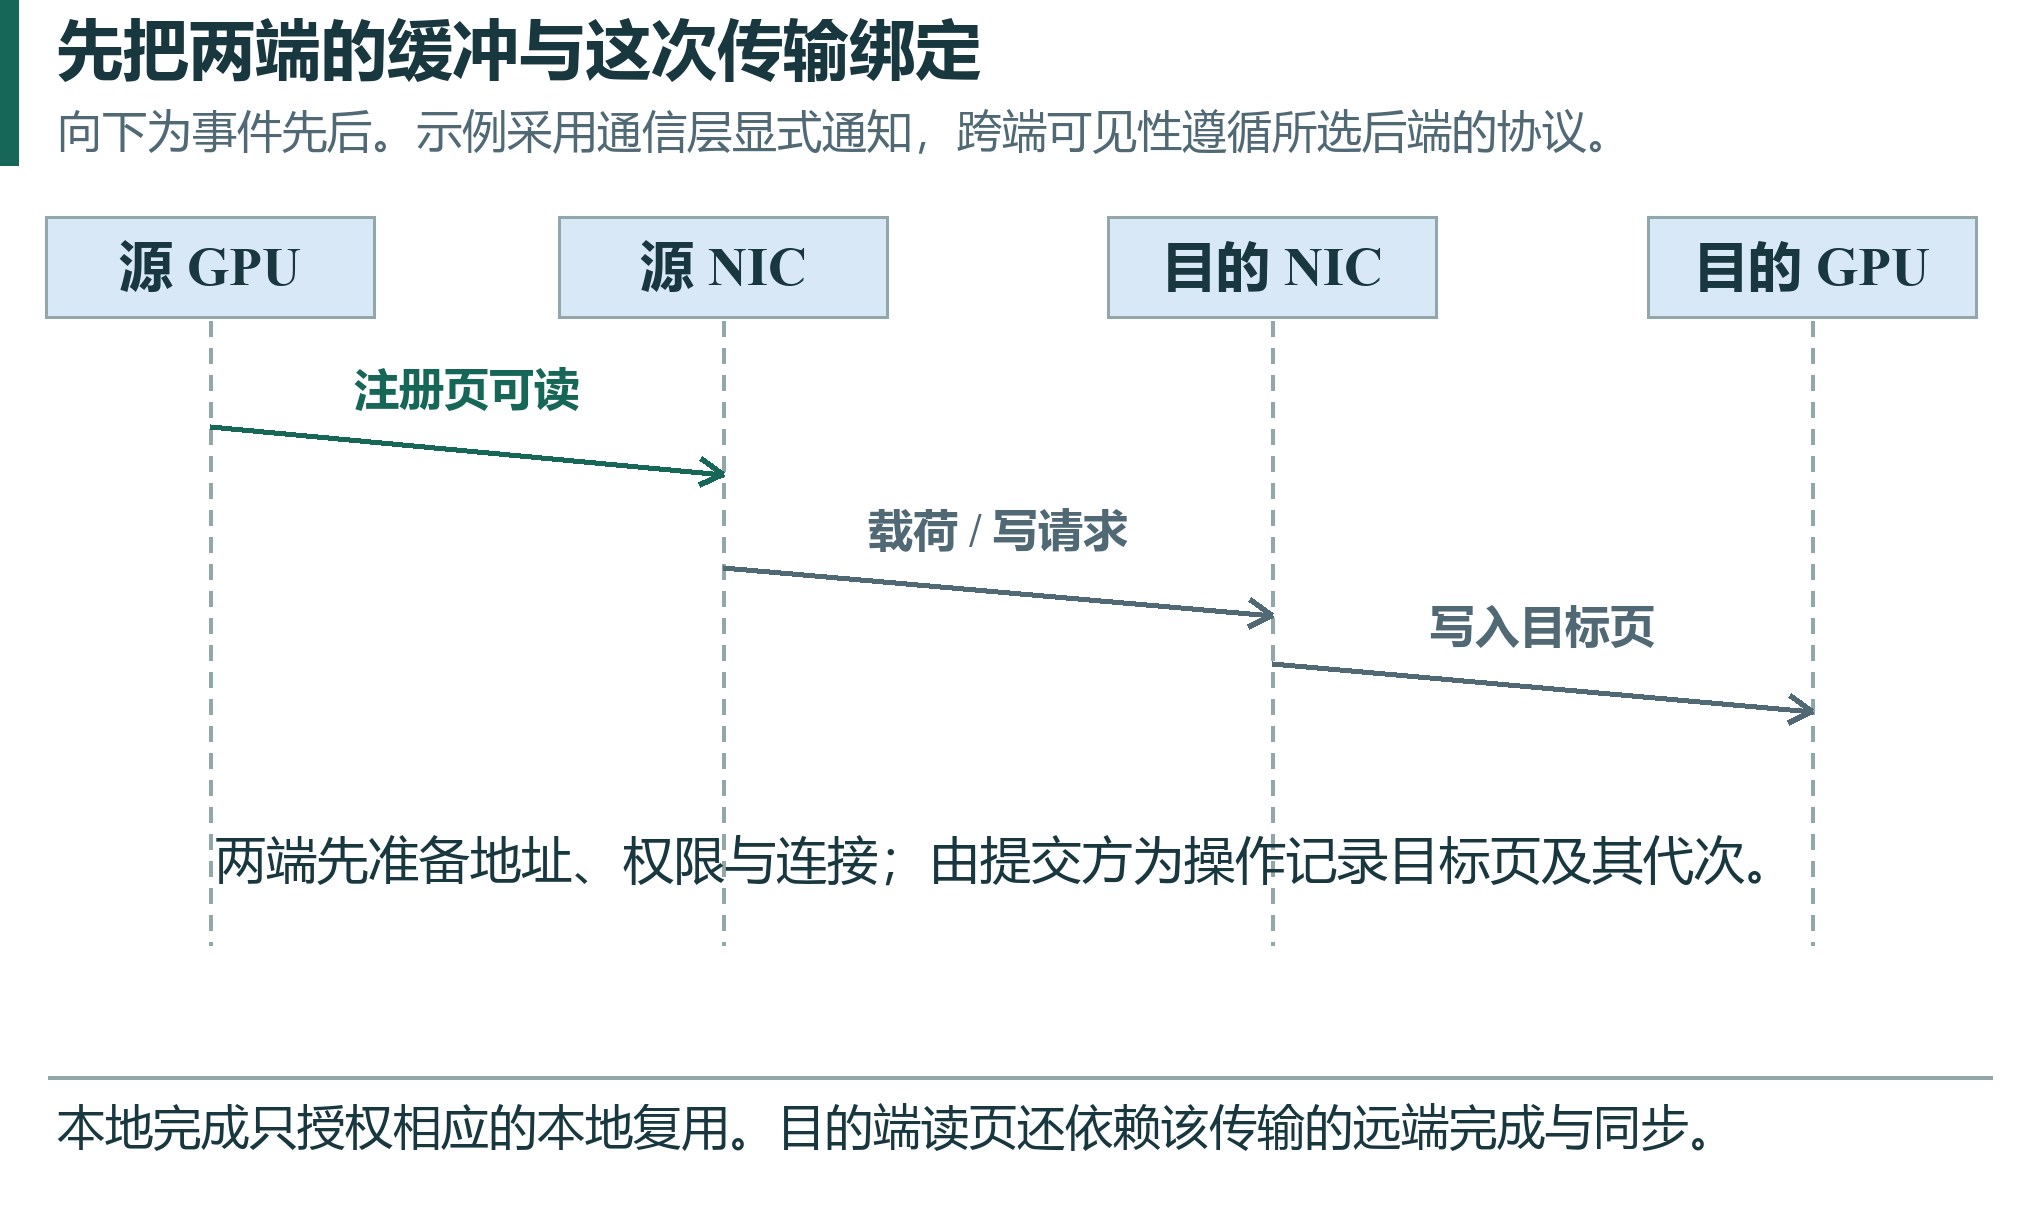 先把两端的缓冲与这次传输绑定
向下为事件先后。示例采用通信层显式通知，跨端可见性遵循所选后端的协议。
源 GPU
源 NIC
目的 NIC
目的 GPU
注册页可读
载荷 / 写请求
写入目标页
两端先准备地址、权限与连接；由提交方为操作记录目标页及其代次。
本地完成只授权相应的本地复用。目的端读页还依赖该传输的远端完成与同步。